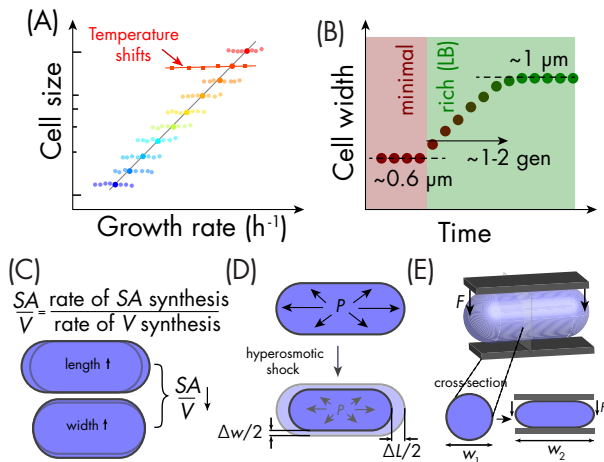 (A)
Temperature
shifts
Cell size
Growth rate (h⁻¹)
(B)
minimal
rich (LB)
~1 µm
~1-2 gen
~0.6 µm
Cell width
Time
(C)
SA/V = rate of SA synthesis / rate of V synthesis
length ↑
width ↑
SA/V ↓
(D)
P
hyperosmotic
shock
P
Δw/2
ΔL/2
(E)
F
cross-section
w₁
w₂